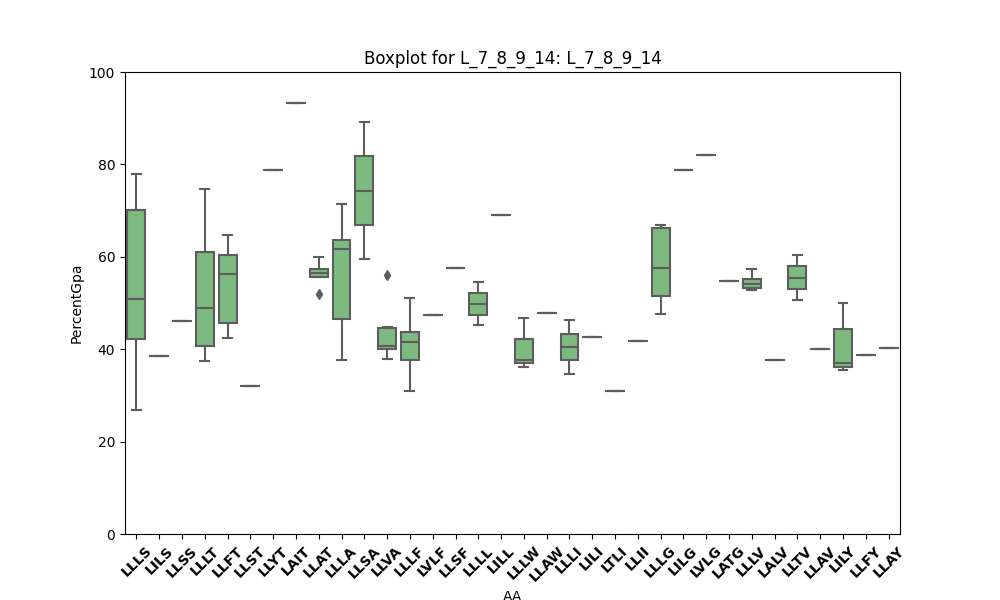 Boxplot for L_7_8_9_14: L_7_8_9_14
PercentGpa
100
80
60
40
20
0
LLLS LILS LLSS LLLT LLFT LLST LLYT LAIT LLAT LLLA LLSA LLVA LLLF LVLF LLSF LLLL LILL LLLW LLAW LLLI LILI LTLI LLII LLLG LILG LVLG LATG LLLV LALV LLTV LLAV LILY LLFY LLAY
AA